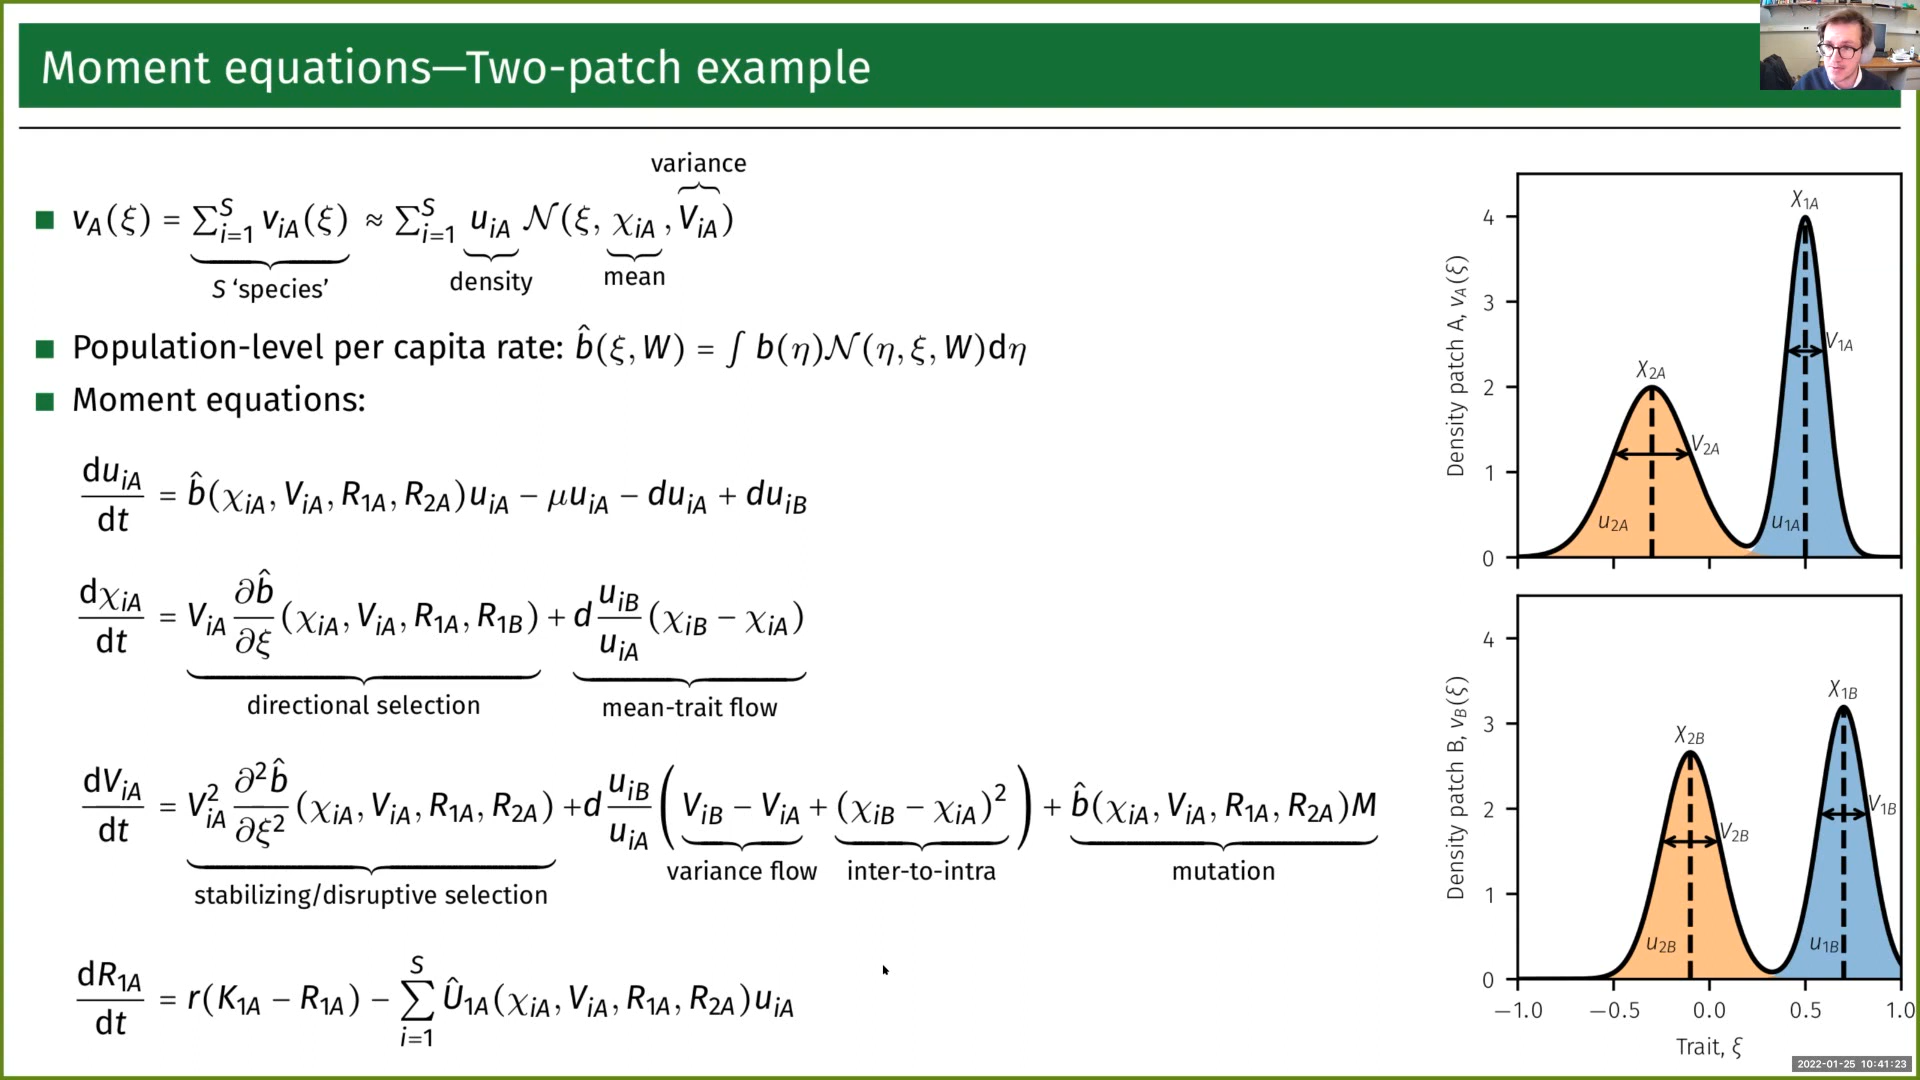 Moment equations—Two-patch example
variance
v_A(ξ) = ∑_{i=1}^{S} v_{iA}(ξ) ≈ ∑_{i=1}^{S} u_{iA} 𝒩(ξ, χ_{iA}, V_{iA})
S ‘species’ density mean
Population-level per capita rate: b̂(ξ, W) = ∫ b(η)𝒩(η, ξ, W)dη
Moment equations:
du_{iA}/dt = b̂(χ_{iA}, V_{iA}, R_{1A}, R_{2A})u_{iA} − μu_{iA} − du_{iA} + du_{iB}
dχ_{iA}/dt = V_{iA} ∂b̂/∂ξ (χ_{iA}, V_{iA}, R_{1A}, R_{1B}) + d u_{iB}/u_{iA} (χ_{iB} − χ_{iA})
directional selection mean-trait flow
dV_{iA}/dt = V_{iA}^2 ∂²b̂/∂ξ² (χ_{iA}, V_{iA}, R_{1A}, R_{2A}) +d u_{iB}/u_{iA} ( V_{iB} − V_{iA} + (χ_{iB} − χ_{iA})² ) + b̂(χ_{iA}, V_{iA}, R_{1A}, R_{2A})M
variance flow inter-to-intra mutation
stabilizing/disruptive selection
dR_{1A}/dt = r(K_{1A} − R_{1A}) − ∑_{i=1}^{S} Û_{1A}(χ_{iA}, V_{iA}, R_{1A}, R_{2A})u_{iA}
Density patch A, v_A(ξ)
4
3
2
1
0
χ_{1A}
V_{1A}
χ_{2A}
V_{2A}
u_{2A} u_{1A}
Density patch B, v_B(ξ)
4
3
2
1
0
χ_{1B}
χ_{2B}
V_{1B}
V_{2B}
u_{2B} u_{1B}
−1.0 −0.5 0.0 0.5 1.0
Trait, ξ
2022-01-25 10:41:23